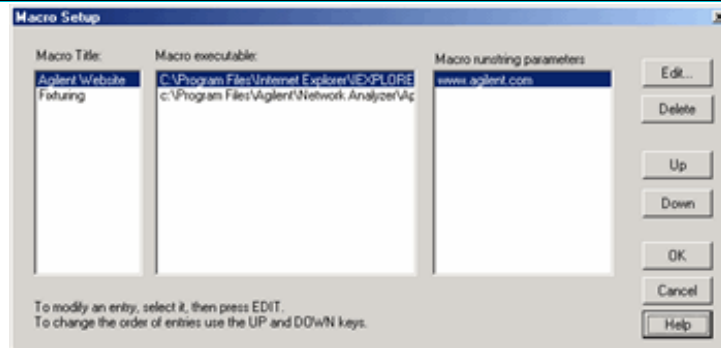 Macro Setup
Macro Title:
Macro executable:
Macro runstring parameters
Agilent Website
C:\Program Files\Internet Explorer\IEXPLORE
www.agilent.com
Fixturing
c:\Program Files\Agilent\Network Analyzer\Ap
Edit...
Delete
Up
Down
OK
Cancel
Help
To modify an entry, select it, then press EDIT.
To change the order of entries use the UP and DOWN keys.